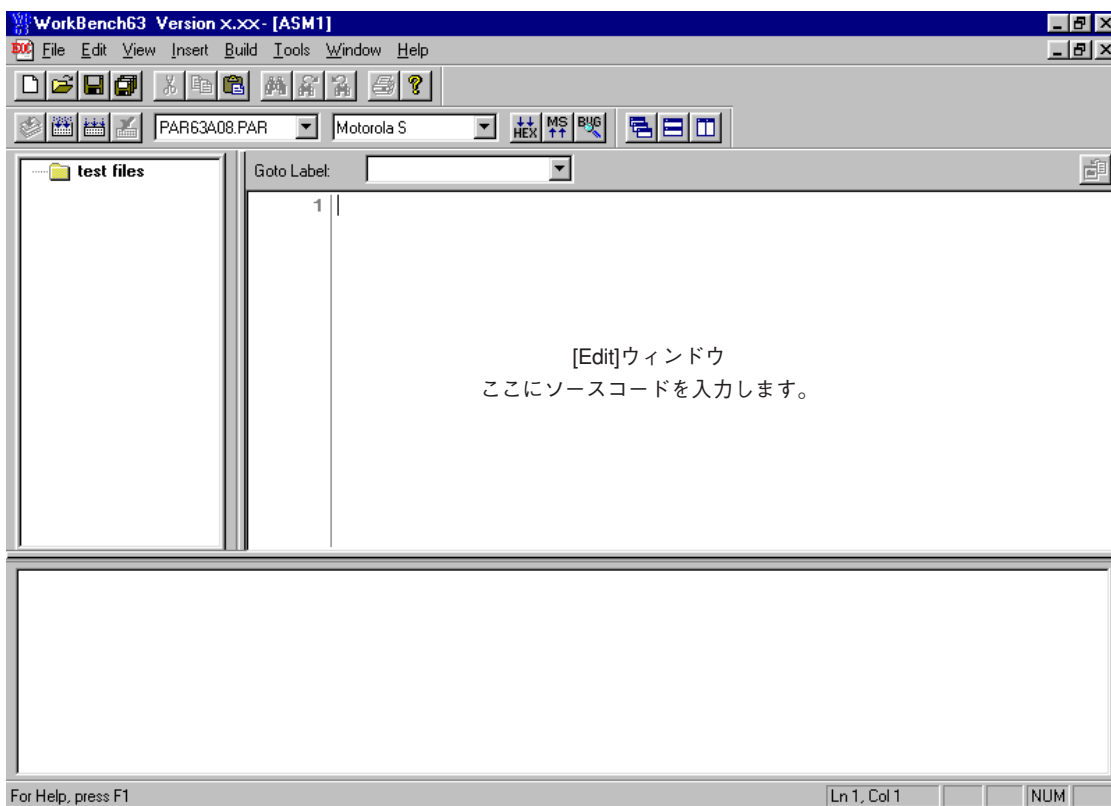 WorkBench63 Version x.xx- [ASM1]
File Edit View Insert Build Tools Window Help
PAR63A08.PAR Motorola S HEX MS BUG
test files
Goto Label:
1
[Edit]ウィンドウ
ここにソースコードを入力します。
For Help, press F1 Ln 1, Col 1 NUM